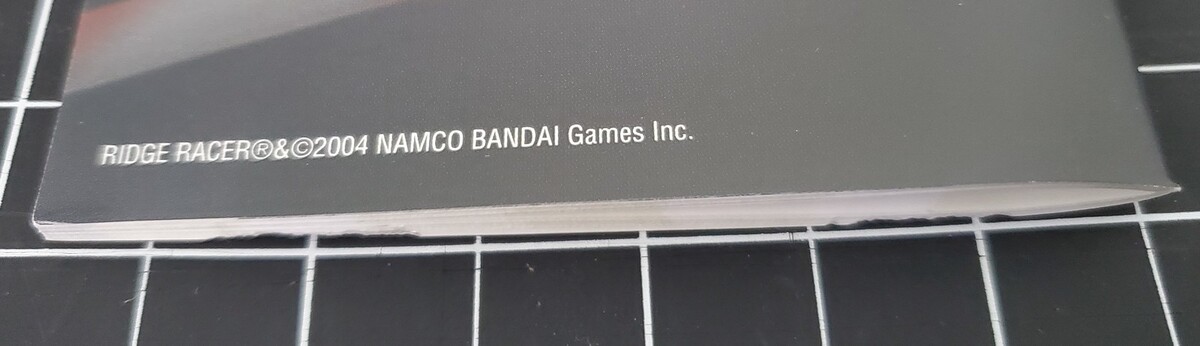 RIDGE RACER®&©2004 NAMCO BANDAI Games Inc.